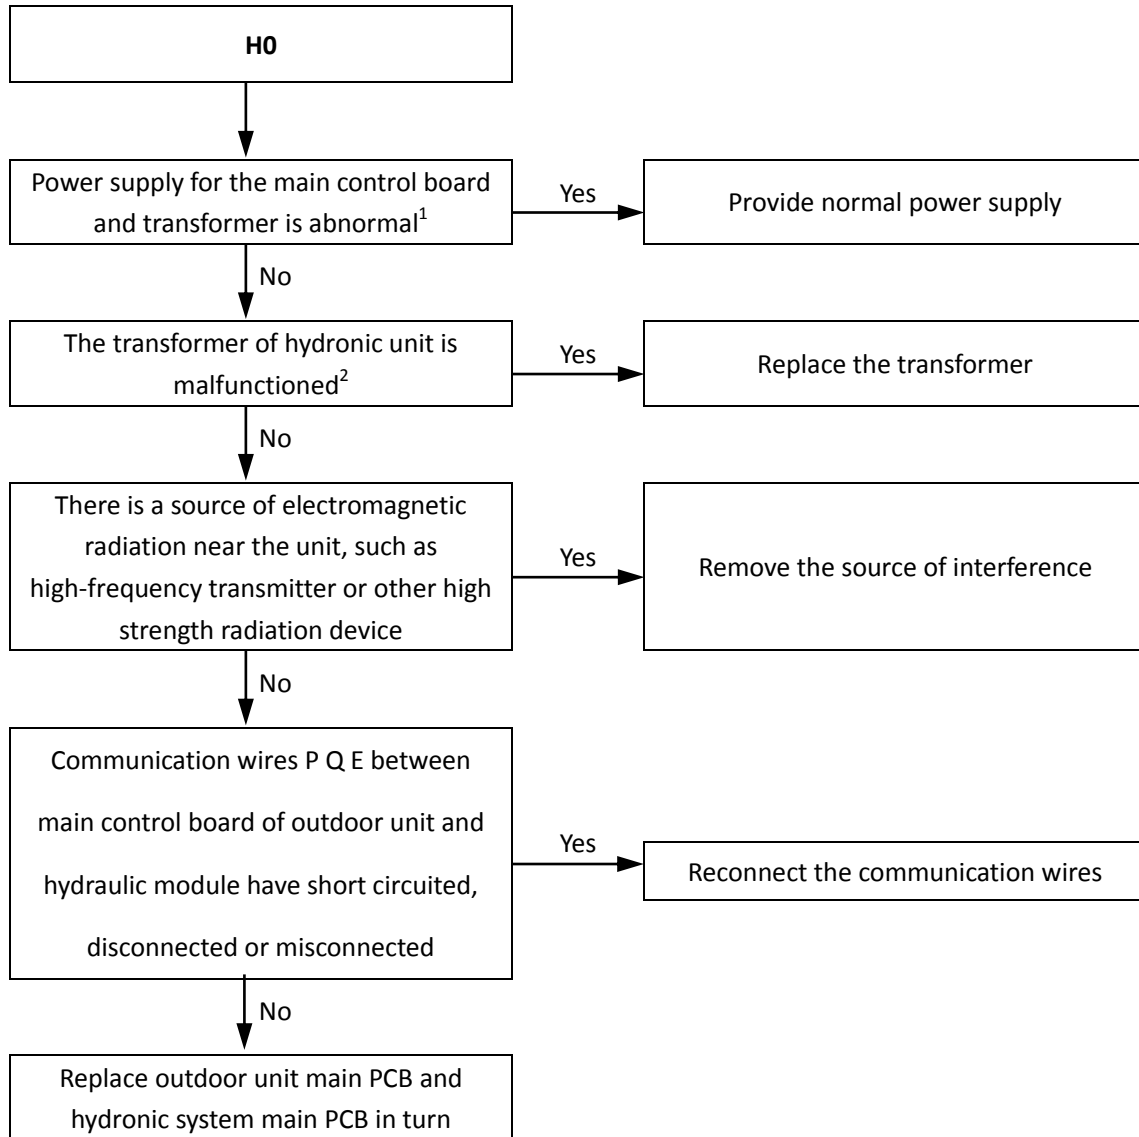 H0
Power supply for the main control board
and transformer is abnormal1
Yes
Provide normal power supply
No
The transformer of hydronic unit is
malfunctioned2
Yes
Replace the transformer
No
There is a source of electromagnetic
radiation near the unit, such as
high-frequency transmitter or other high
strength radiation device
Yes
Remove the source of interference
No
Communication wires P Q E between
main control board of outdoor unit and
hydraulic module have short circuited,
disconnected or misconnected
Yes
Reconnect the communication wires
No
Replace outdoor unit main PCB and
hydronic system main PCB in turn